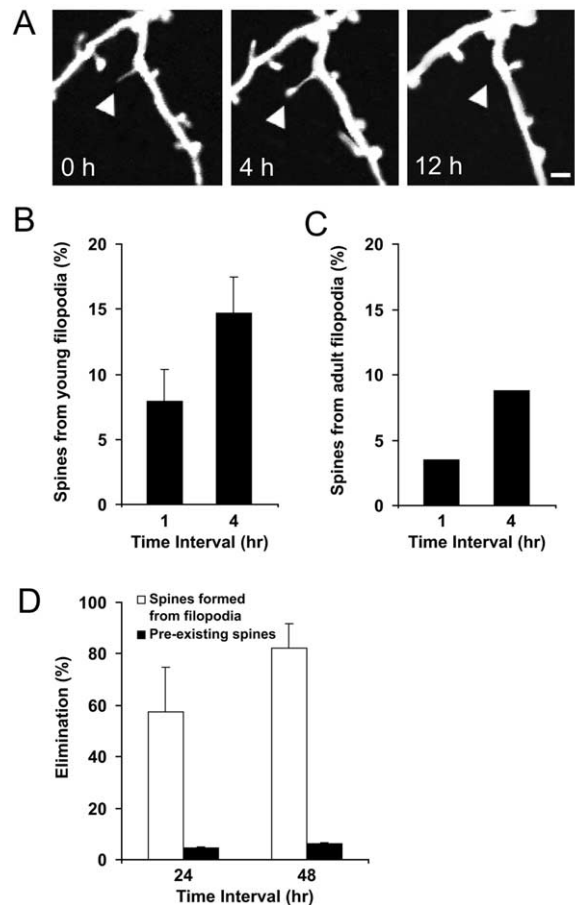 A
0 h
4 h
12 h
B
Spines from young filopodia (%)
20
15
10
5
0
1
4
Time Interval (hr)
C
Spines from adult filopodia (%)
20
15
10
5
0
1
4
Time Interval (hr)
D
Elimination (%)
100
80
60
40
20
0
Spines formed
from filopodia
Pre-existing spines
24
48
Time Interval (hr)